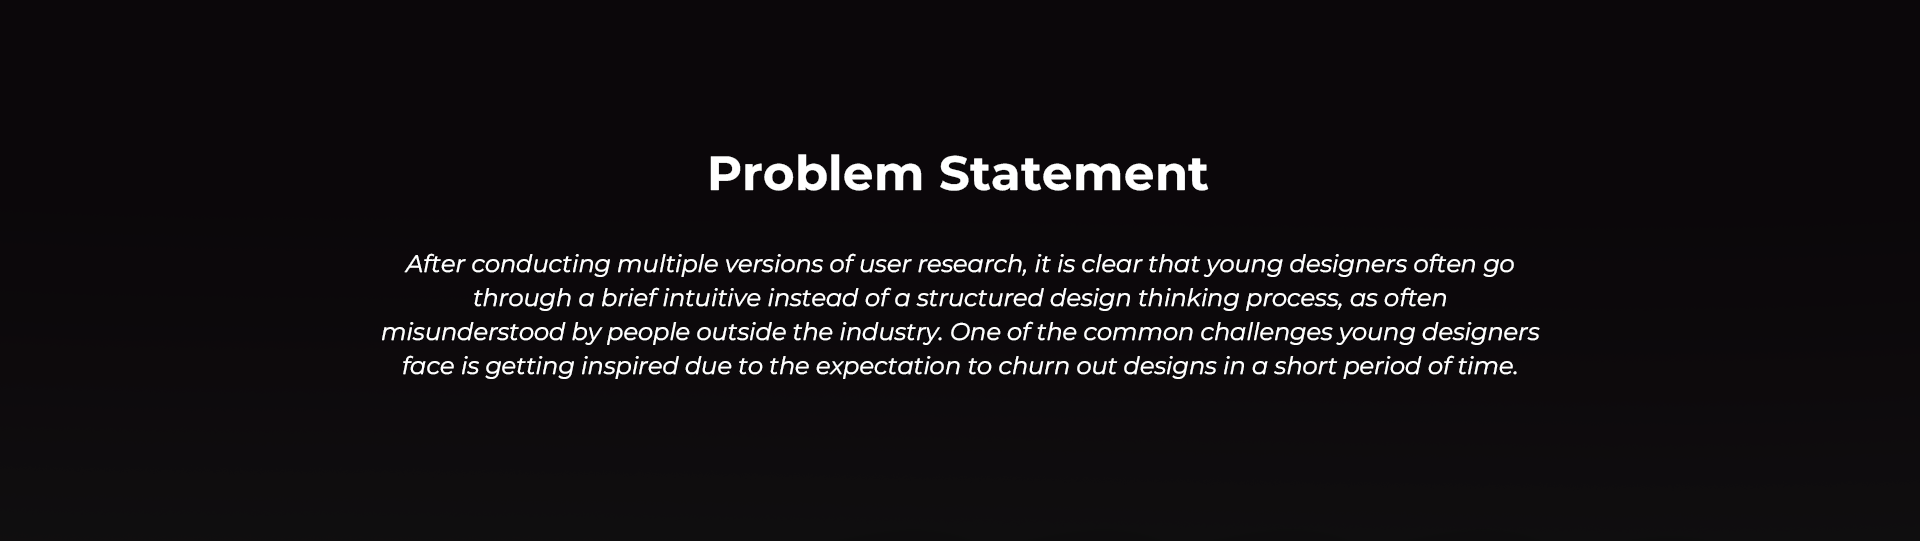 Problem Statement
After conducting multiple versions of user research, it is clear that young designers often go
through a brief intuitive instead of a structured design thinking process, as often
misunderstood by people outside the industry. One of the common challenges young designers
face is getting inspired due to the expectation to churn out designs in a short period of time.